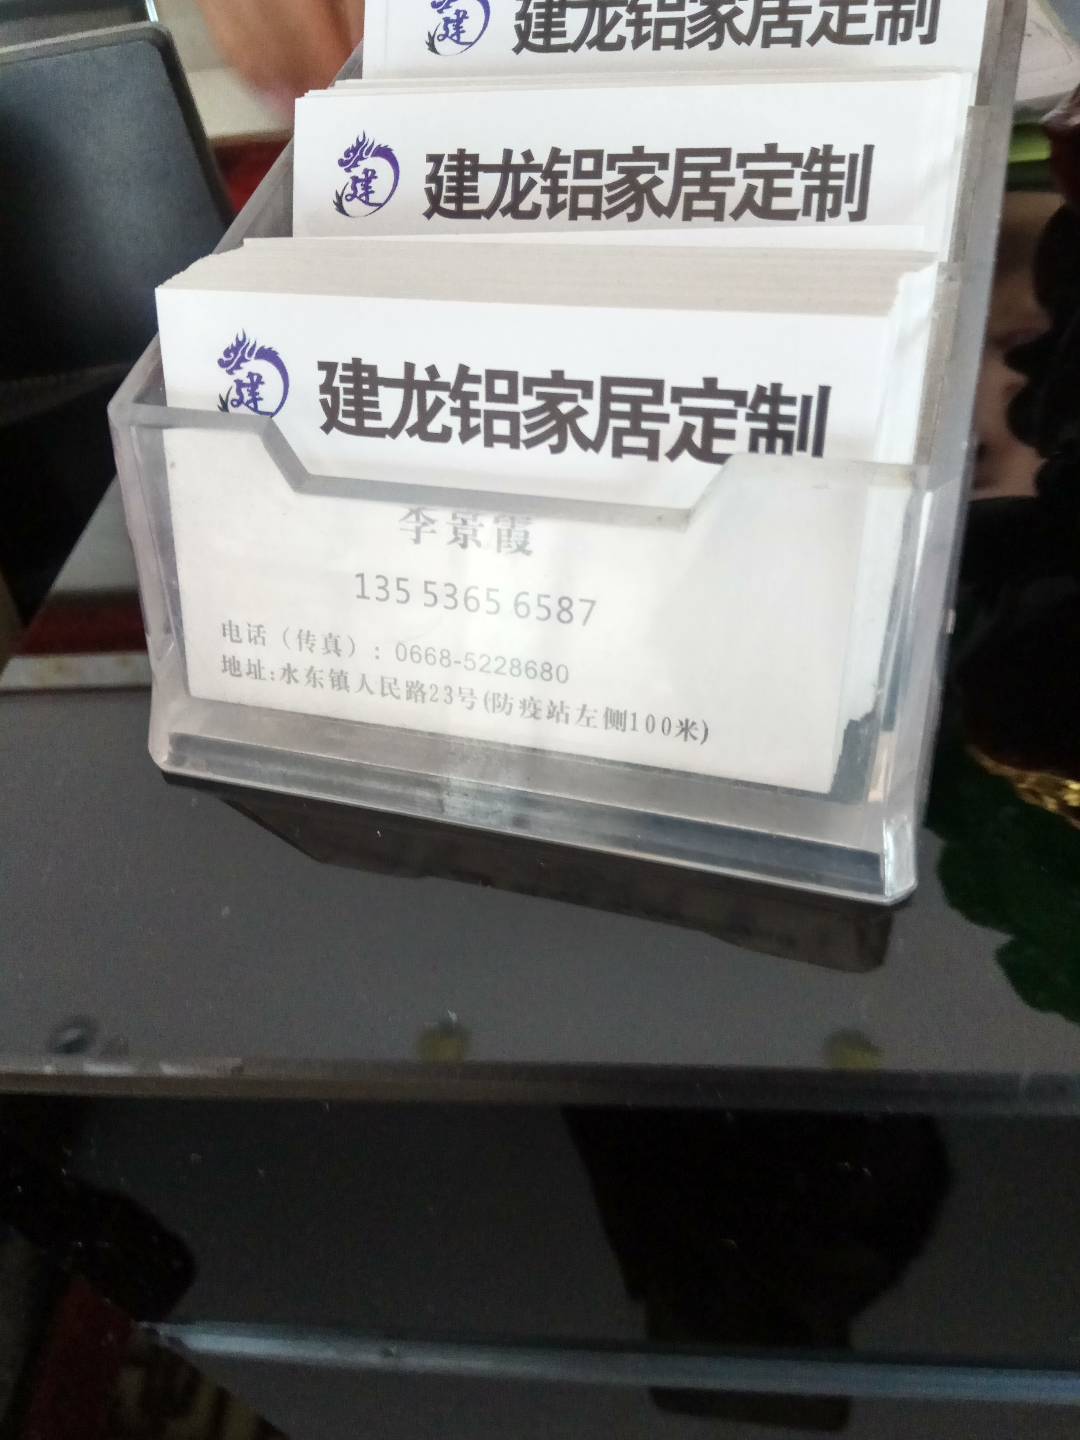 建龙铝家居定制
建
建龙铝家居定制
建
建龙铝家居定制
李景霞
135 5365 6587
电话（传真）: 0668-5228680
地址:水东镇人民路23号(防疫站左侧100米)